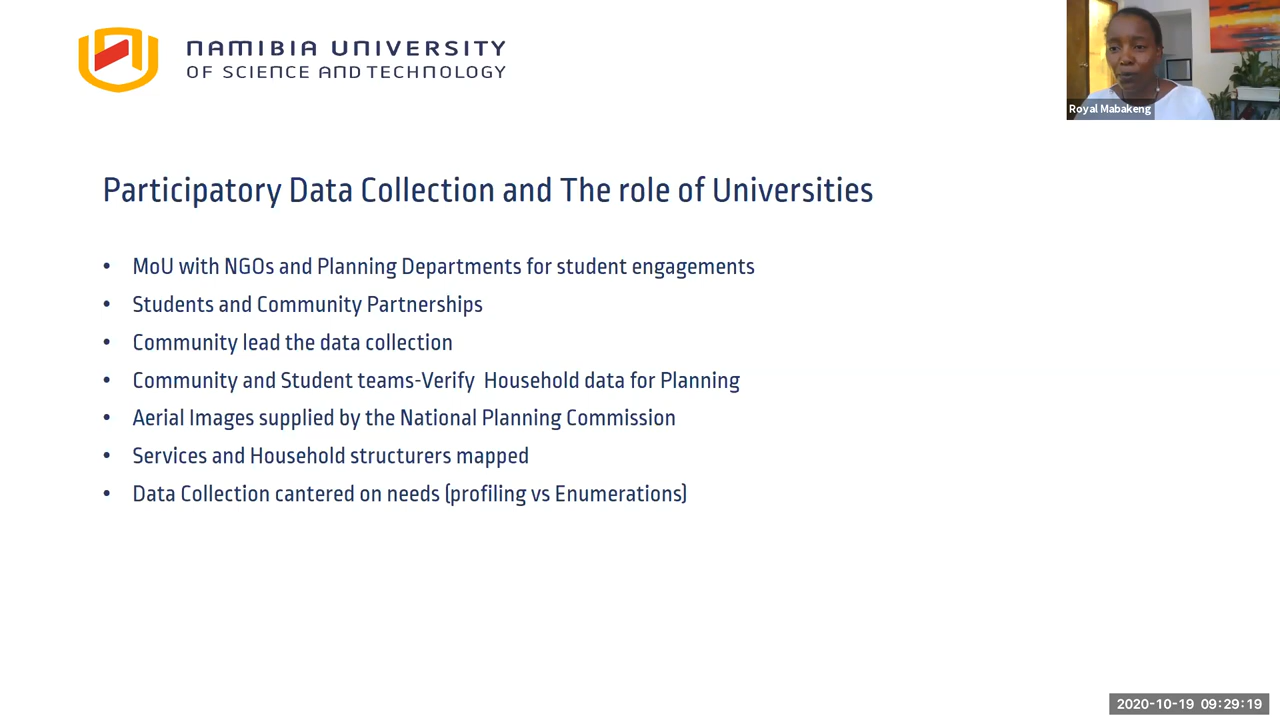 NAMIBIA UNIVERSITY
OF SCIENCE AND TECHNOLOGY
Royal Mabakeng
Participatory Data Collection and The role of Universities
• MoU with NGOs and Planning Departments for student engagements
• Students and Community Partnerships
• Community lead the data collection
• Community and Student teams-Verify  Household data for Planning
• Aerial Images supplied by the National Planning Commission
• Services and Household structurers mapped
• Data Collection cantered on needs (profiling vs Enumerations)
2020-10-19 09:29:19